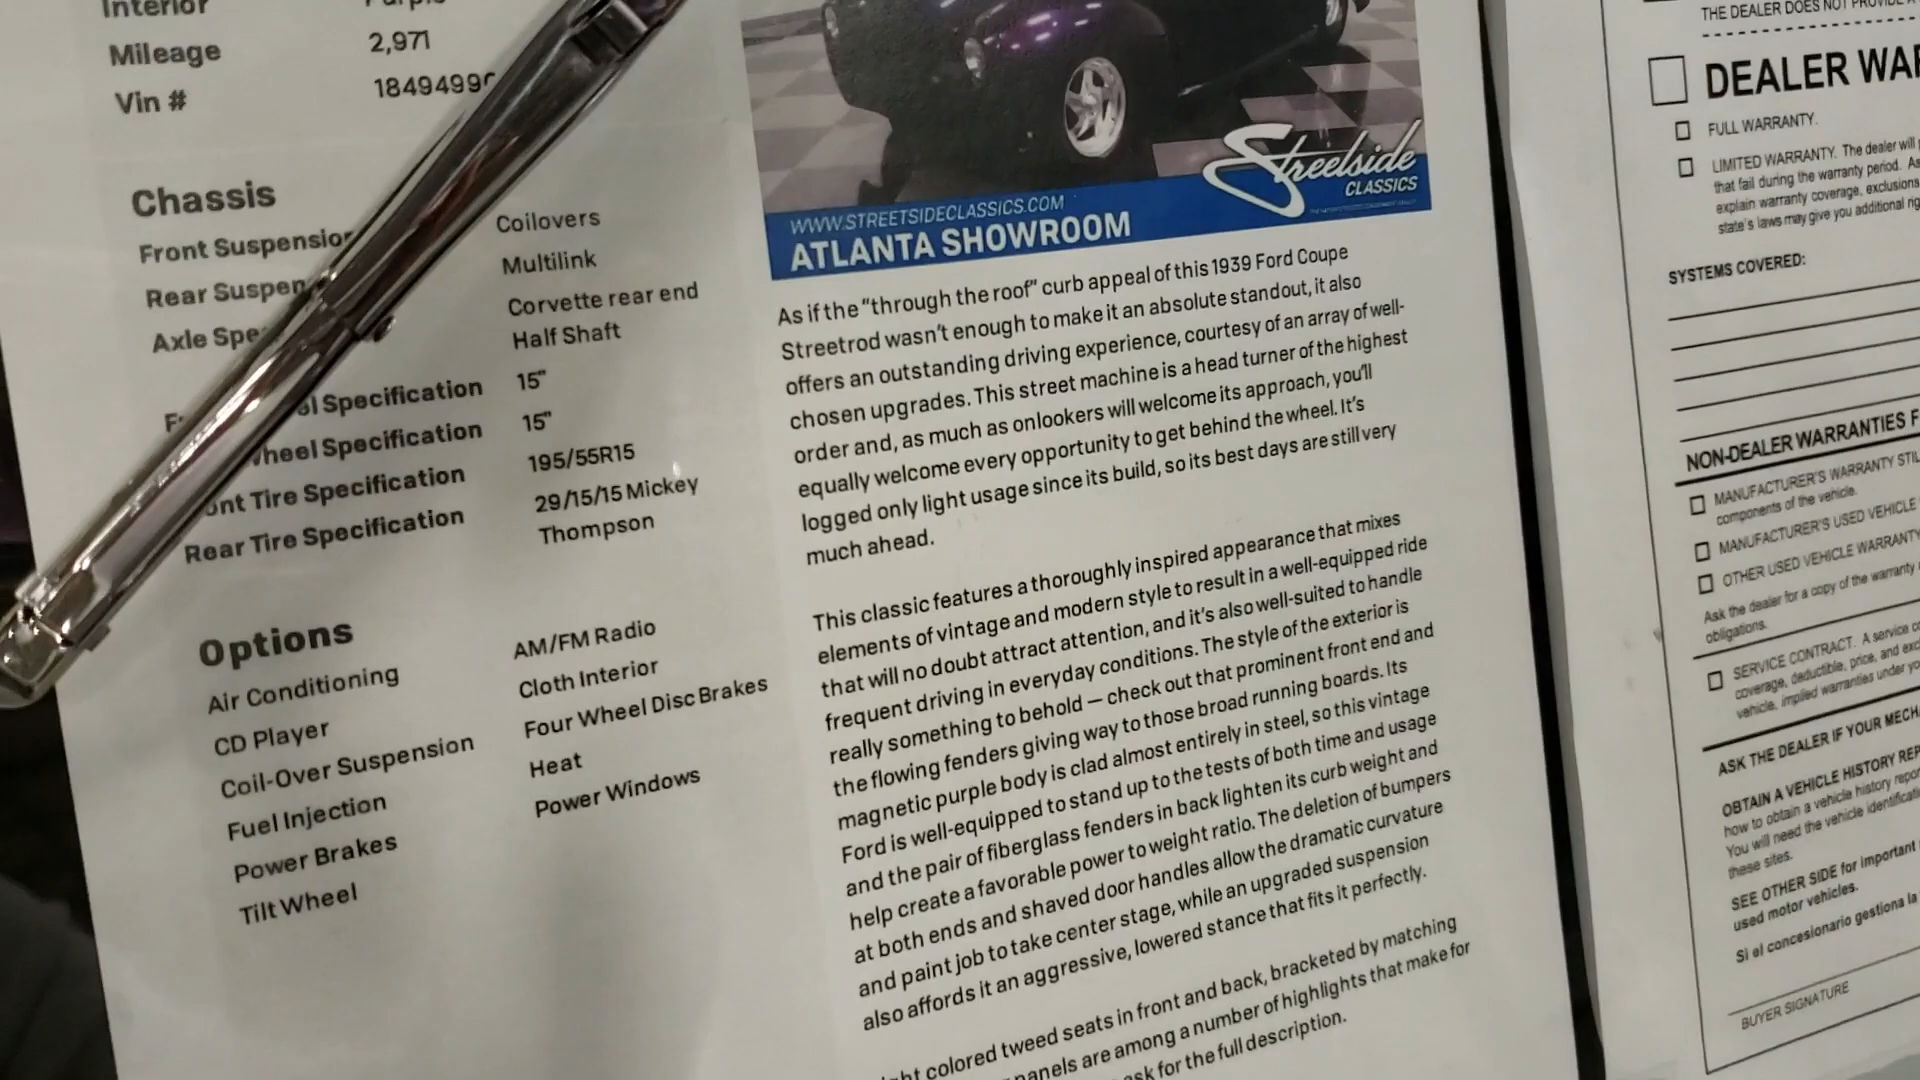 Interior
Mileage 2,971
Vin # 1849499
Chassis
Front Suspension Coilovers
Rear Suspen Multilink
Axle Spe Corvette rear end
Half Shaft
el Specification 15"
Wheel Specification 15"
ont Tire Specification 195/55R15
Rear Tire Specification 29/15/15 Mickey
Thompson
Options
Air Conditioning
CD Player
Coil-Over Suspension
Fuel Injection
Power Brakes
Tilt Wheel
AM/FM Radio
Cloth Interior
Four Wheel Disc Brakes
Heat
Power Windows
Streetside
CLASSICS
WWW.STREETSIDECLASSICS.COM
ATLANTA SHOWROOM
As if the "through the roof" curb appeal of this 1939 Ford Coupe
Streetrod wasn't enough to make it an absolute standout, it also
offers an outstanding driving experience, courtesy of an array of well-
chosen upgrades. This street machine is a head turner of the highest
order and, as much as onlookers will welcome its approach, you'll
equally welcome every opportunity to get behind the wheel. It's
logged only light usage since its build, so its best days are still very
much ahead.
This classic features a thoroughly inspired appearance that mixes
elements of vintage and modern style to result in a well-equipped ride
that will no doubt attract attention, and it's also well-suited to handle
frequent driving in everyday conditions. The style of the exterior is
really something to behold – check out that prominent front end and
the flowing fenders giving way to those broad running boards. Its
magnetic purple body is clad almost entirely in steel, so this vintage
Ford is well-equipped to stand up to the tests of both time and usage
and the pair of fiberglass fenders in back lighten its curb weight and
help create a favorable power to weight ratio. The deletion of bumpers
at both ends and shaved door handles allow the dramatic curvature
and paint job to take center stage, while an upgraded suspension
also affords it an aggressive, lowered stance that fits it perfectly.
ght colored tweed seats in front and back, bracketed by matching
panels are among a number of highlights that make for
ask for the full description.
THE DEALER DOES NOT PROVIDE A
DEALER WAR
FULL WARRANTY.
LIMITED WARRANTY. The dealer will
that fail during the warranty period. As
explain warranty coverage, exclusions
state's laws may give you additional rig
SYSTEMS COVERED:
NON-DEALER WARRANTIES F
MANUFACTURER'S WARRANTY STIL
components of the vehicle.
MANUFACTURER'S USED VEHICLE
OTHER USED VEHICLE WARRANTY
Ask the dealer for a copy of the warranty
obligations.
SERVICE CONTRACT. A service co
coverage, deductible, price, and exc
vehicle, implied warranties under yo
ASK THE DEALER IF YOUR MECH
OBTAIN A VEHICLE HISTORY REP
how to obtain a vehicle history repor
You will need the vehicle identificati
these sites.
SEE OTHER SIDE for important
used motor vehicles.
Si el concesionario gestiona la
BUYER SIGNATURE